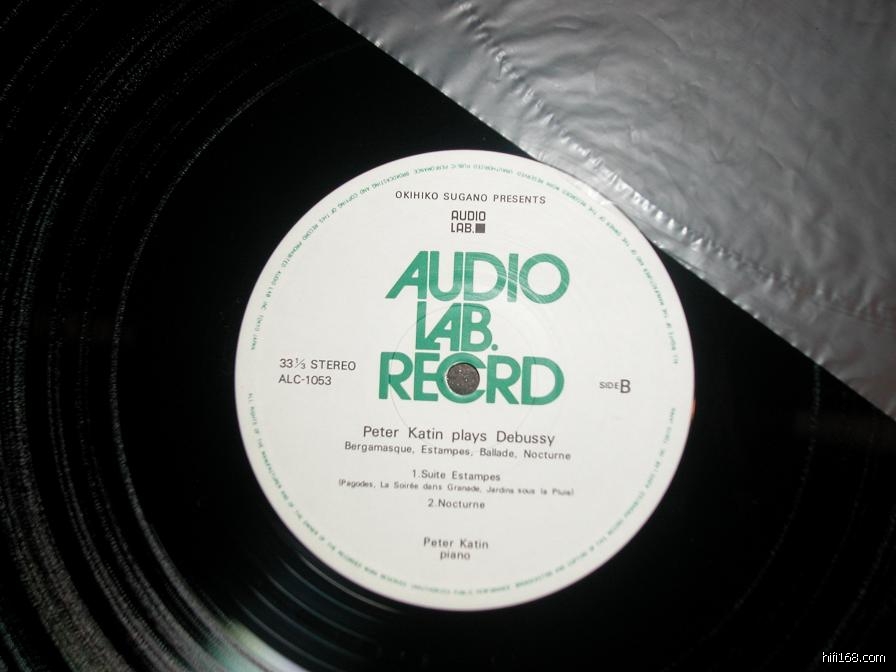 OKIHIKO SUGANO PRESENTS
AUDIO
LAB.
AUDIO
LAB.
RECRD
33⅓ STEREO
ALC-1053
SIDE B
Peter Katin plays Debussy
Bergamasque, Estampes, Ballade, Nocturne
1.Suite Estampes
(Pagodes, La Soirée dans Granade, Jardins sous la Pluie)
2.Nocturne
Peter Katin
piano
hifi168.com